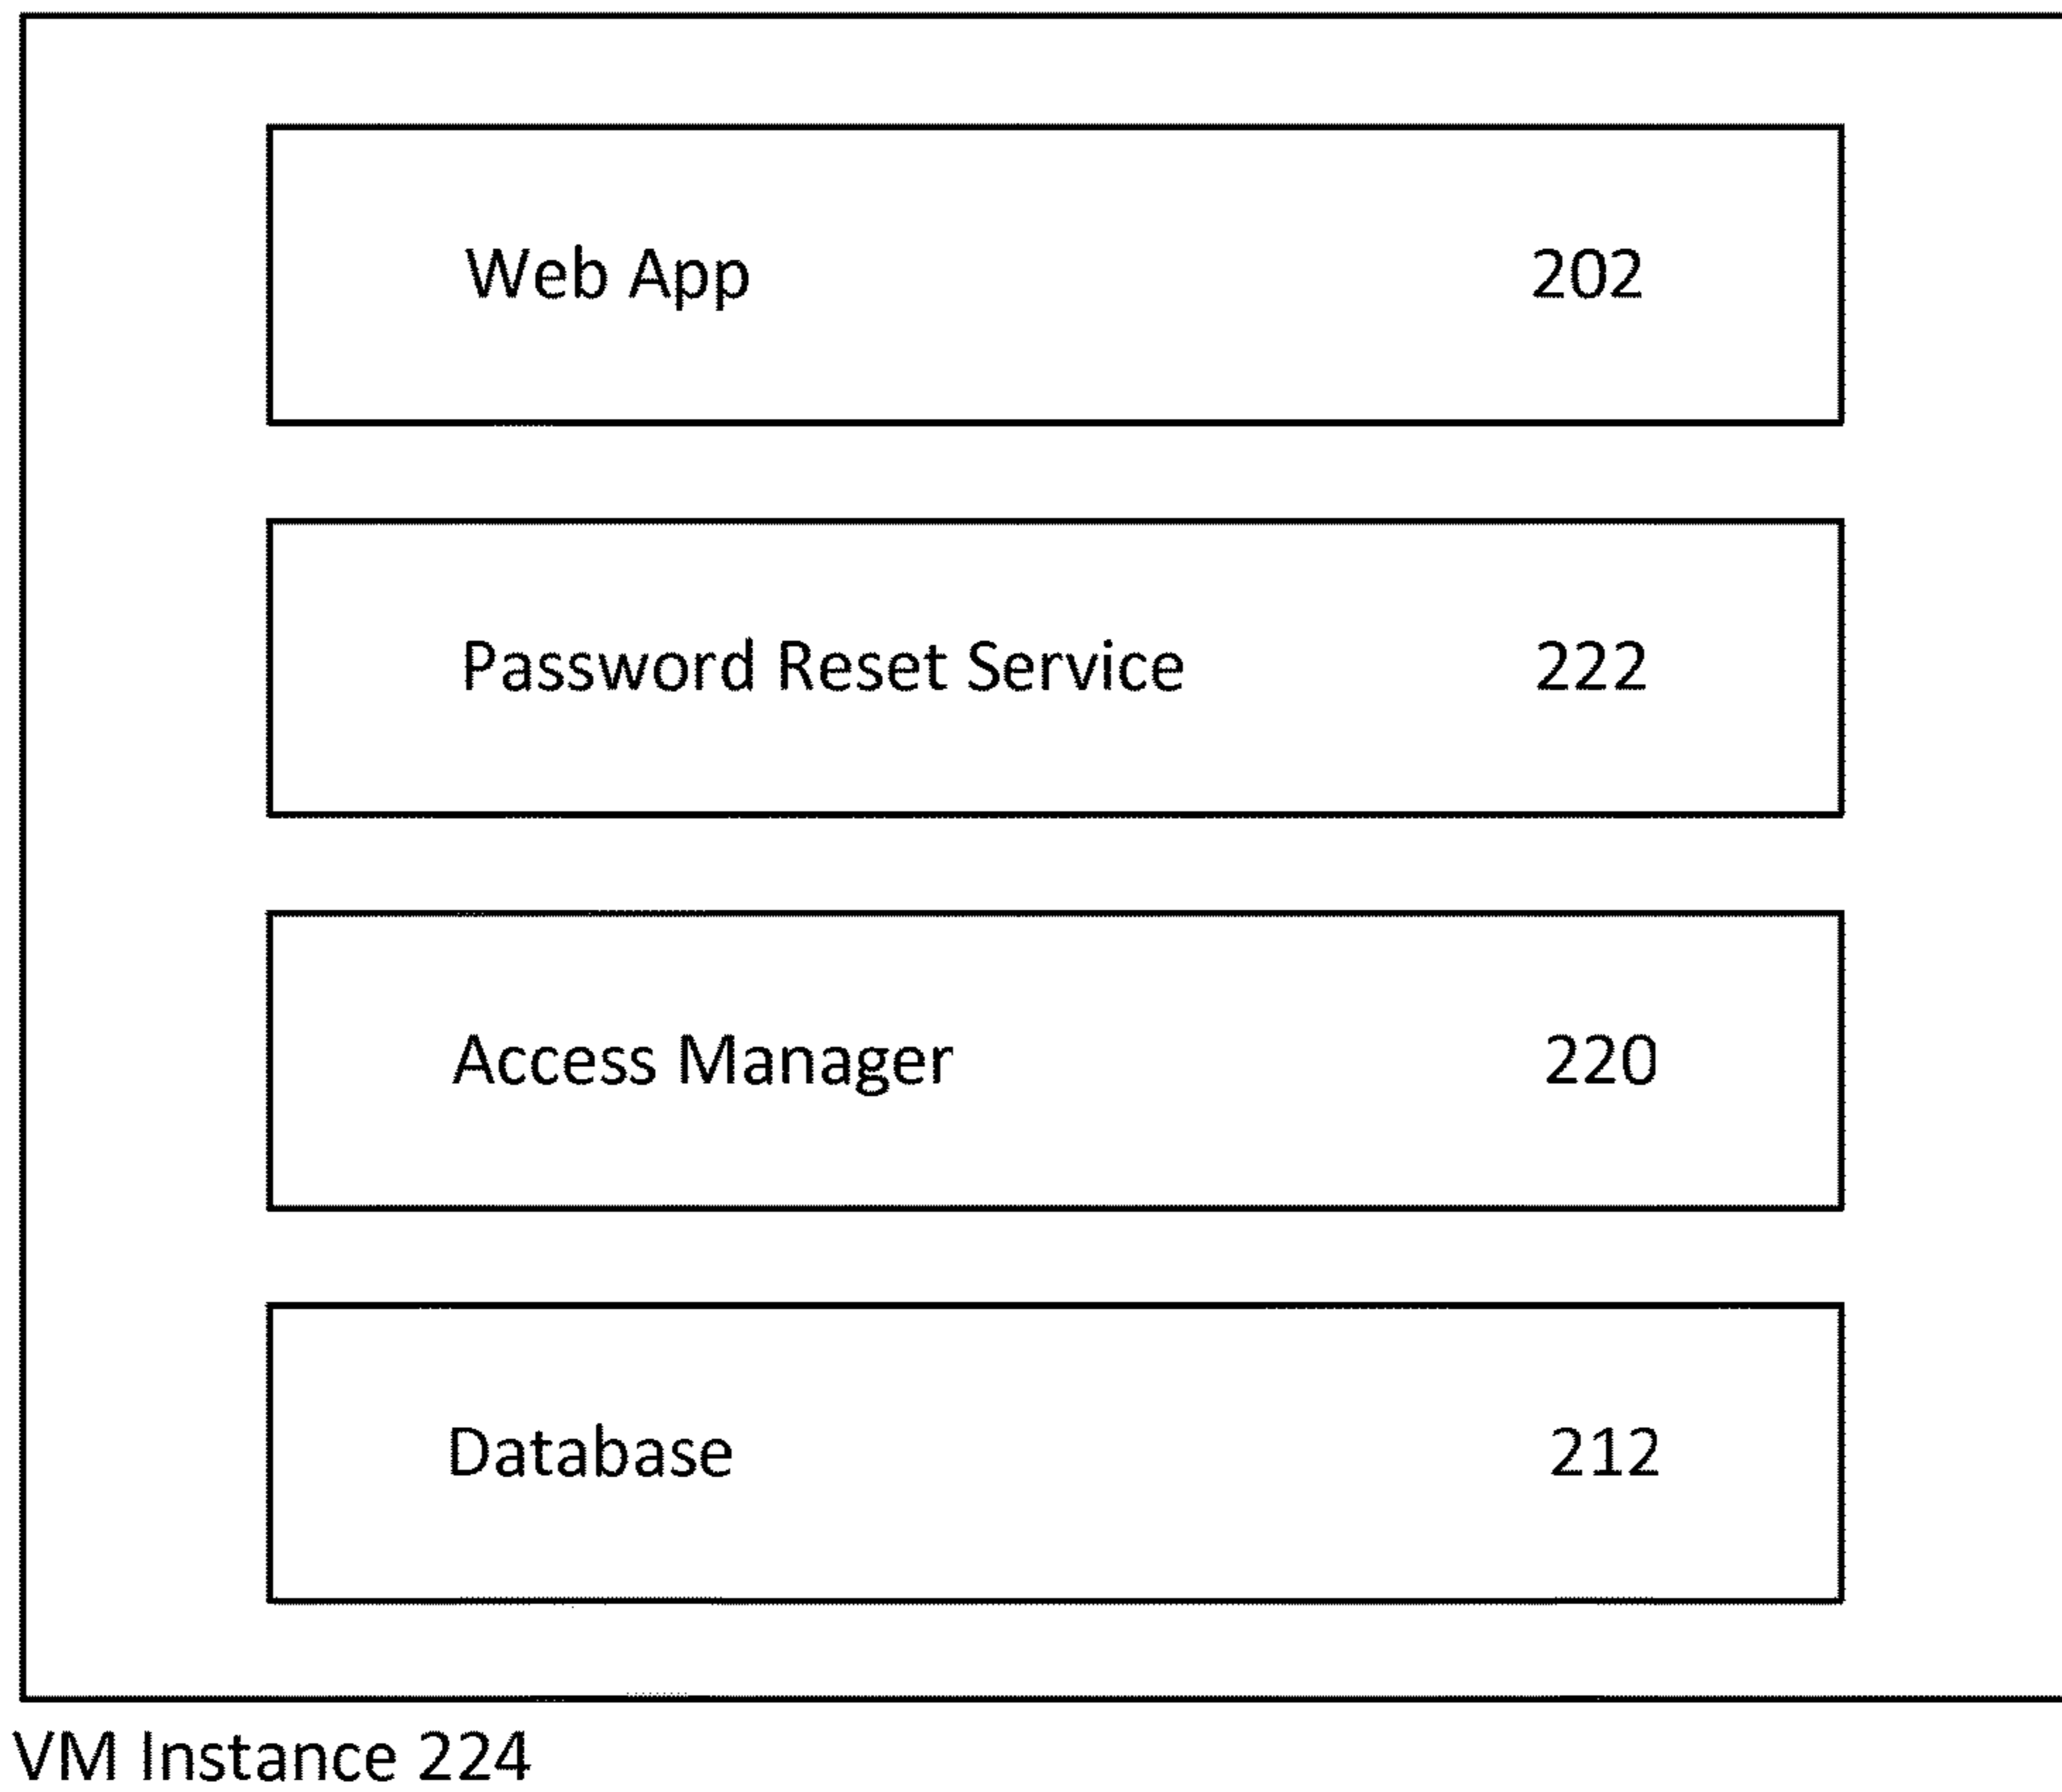 Web App 202
Password Reset Service 222
Access Manager 220
Database 212
VM Instance 224